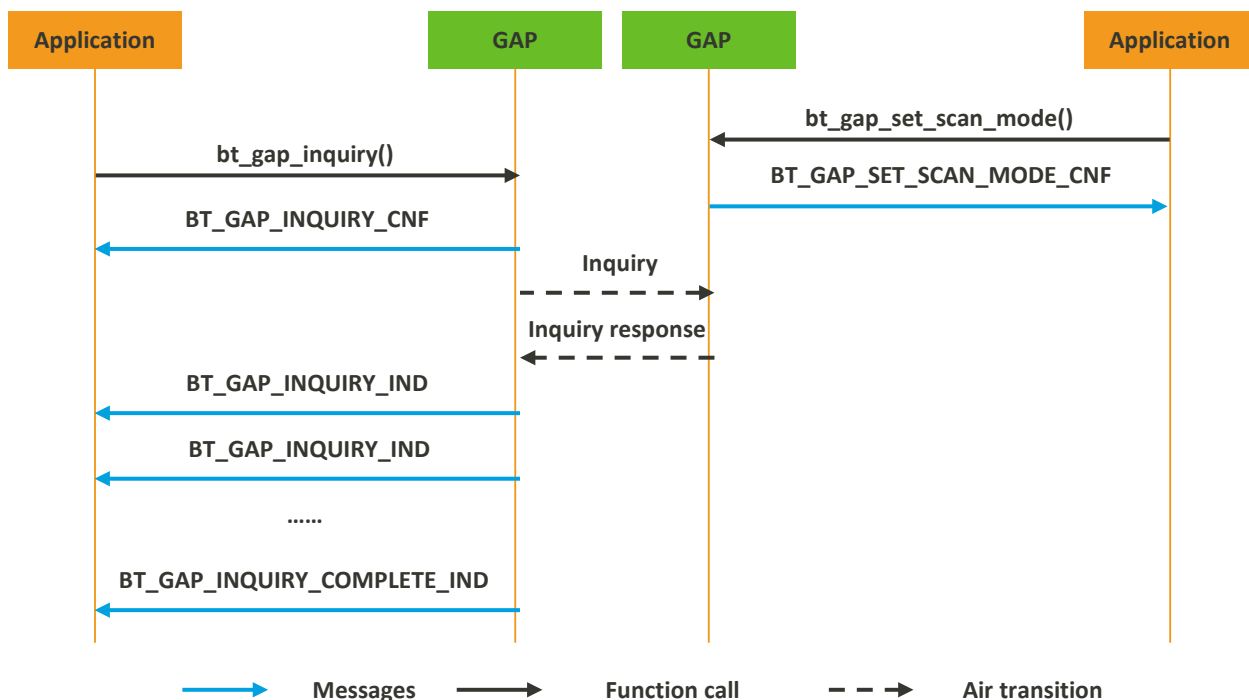 Application
GAP
GAP
Application
bt_gap_set_scan_mode()
bt_gap_inquiry()
BT_GAP_SET_SCAN_MODE_CNF
BT_GAP_INQUIRY_CNF
Inquiry
Inquiry response
BT_GAP_INQUIRY_IND
BT_GAP_INQUIRY_IND
......
BT_GAP_INQUIRY_COMPLETE_IND
Messages
Function call
Air transition